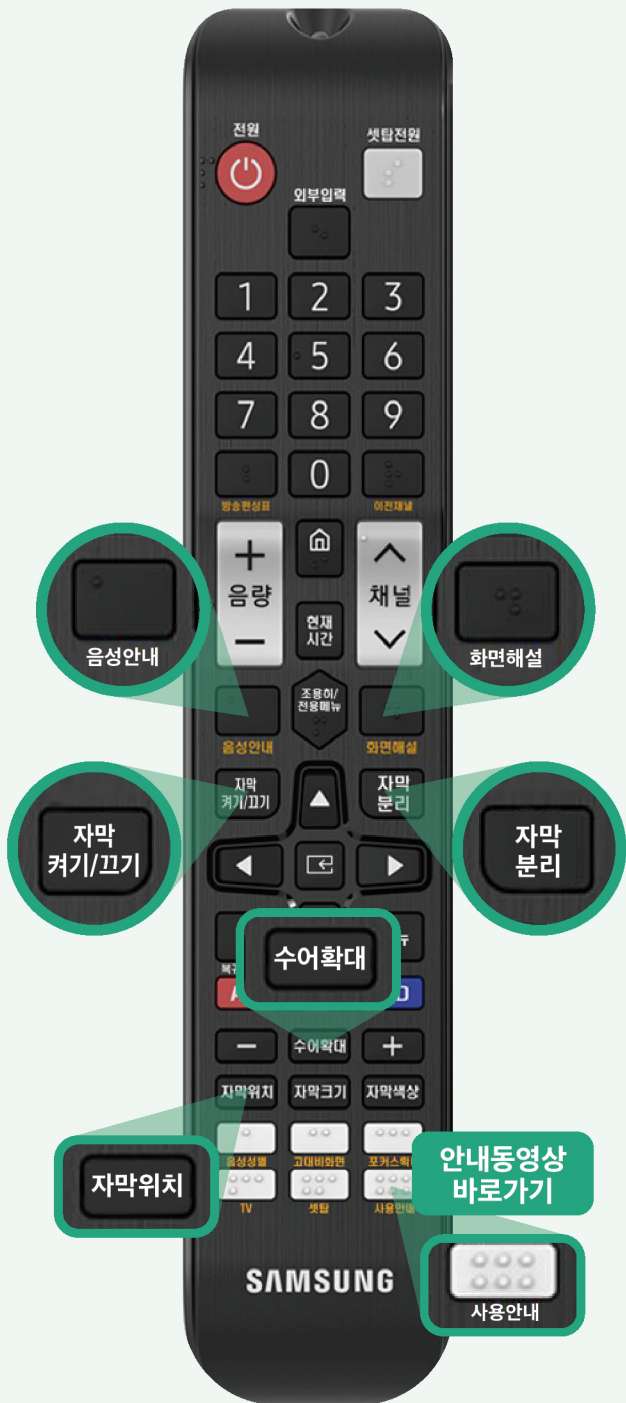 전원
셋탑전원
외부입력
1 2 3
4 5 6
7 8 9
0
방송편성표
이전채널
+
음량
−
현재
시간
채널
음성안내
화면해설
조용히/
전용메뉴
음성안내
화면해설
자막
켜기/끄기
자막
분리
자막
켜기/끄기
자막
분리
수어확대
− 수어확대 +
자막위치 자막크기 자막색상
음성성별 고대비화면
TV 셋탑 사용안내
자막위치
안내동영상
바로가기
SAMSUNG
사용안내